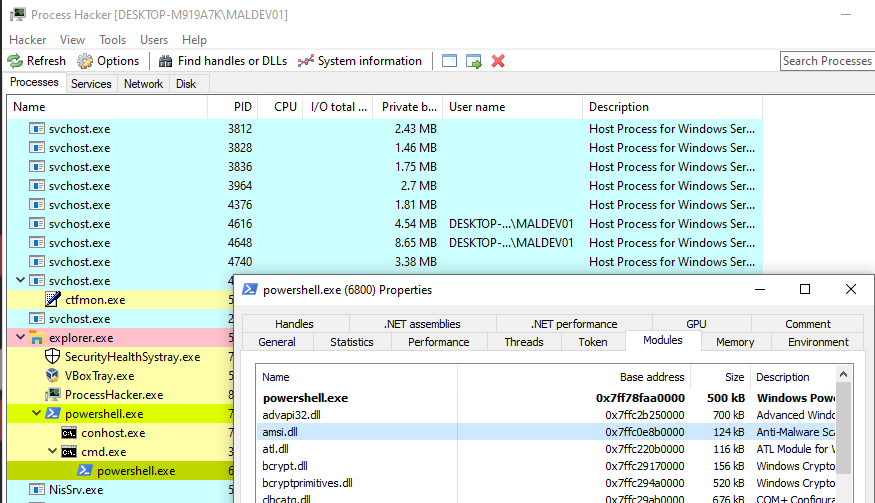 Process Hacker [DESKTOP-M919A7K\MALDEV01]
Hacker View Tools Users Help
Refresh Options Find handles or DLLs System information Search Processes
Processes Services Network Disk
Name PID CPU I/O total ... Private b... User name Description
svchost.exe 3812 2.43 MB Host Process for Windows Ser...
svchost.exe 3828 1.46 MB Host Process for Windows Ser...
svchost.exe 3836 1.75 MB Host Process for Windows Ser...
svchost.exe 3964 2.7 MB Host Process for Windows Ser...
svchost.exe 4376 1.81 MB Host Process for Windows Ser...
svchost.exe 4616 4.54 MB DESKTOP-...\MALDEV01 Host Process for Windows Ser...
svchost.exe 4648 8.65 MB DESKTOP-...\MALDEV01 Host Process for Windows Ser...
svchost.exe 4740 3.38 MB Host Process for Windows Ser...
svchost.exe 4
ctfmon.exe 5
svchost.exe 2
explorer.exe 5
SecurityHealthSystray.exe 7
VBoxTray.exe
ProcessHacker.exe 8
powershell.exe 7
conhost.exe 7
cmd.exe 3
powershell.exe 6
NisSrv.exe 5
powershell.exe (6800) Properties
Handles .NET assemblies .NET performance GPU Comment
General Statistics Performance Threads Token Modules Memory Environment
Name Base address Size Description
powershell.exe 0x7ff78faa0000 500 kB Windows Pow
advapi32.dll 0x7ffc2b250000 700 kB Advanced Wind
amsi.dll 0x7ffc0e8b0000 124 kB Anti-Malware Sca
atl.dll 0x7ffc220b0000 116 kB ATL Module for W
bcrypt.dll 0x7ffc29170000 156 kB Windows Crypto
bcryptprimitives.dll 0x7ffc294a0000 520 kB Windows Crypto
clbcatq.dll 0x7ffc29ab0000 676 kB COM+ Configurat